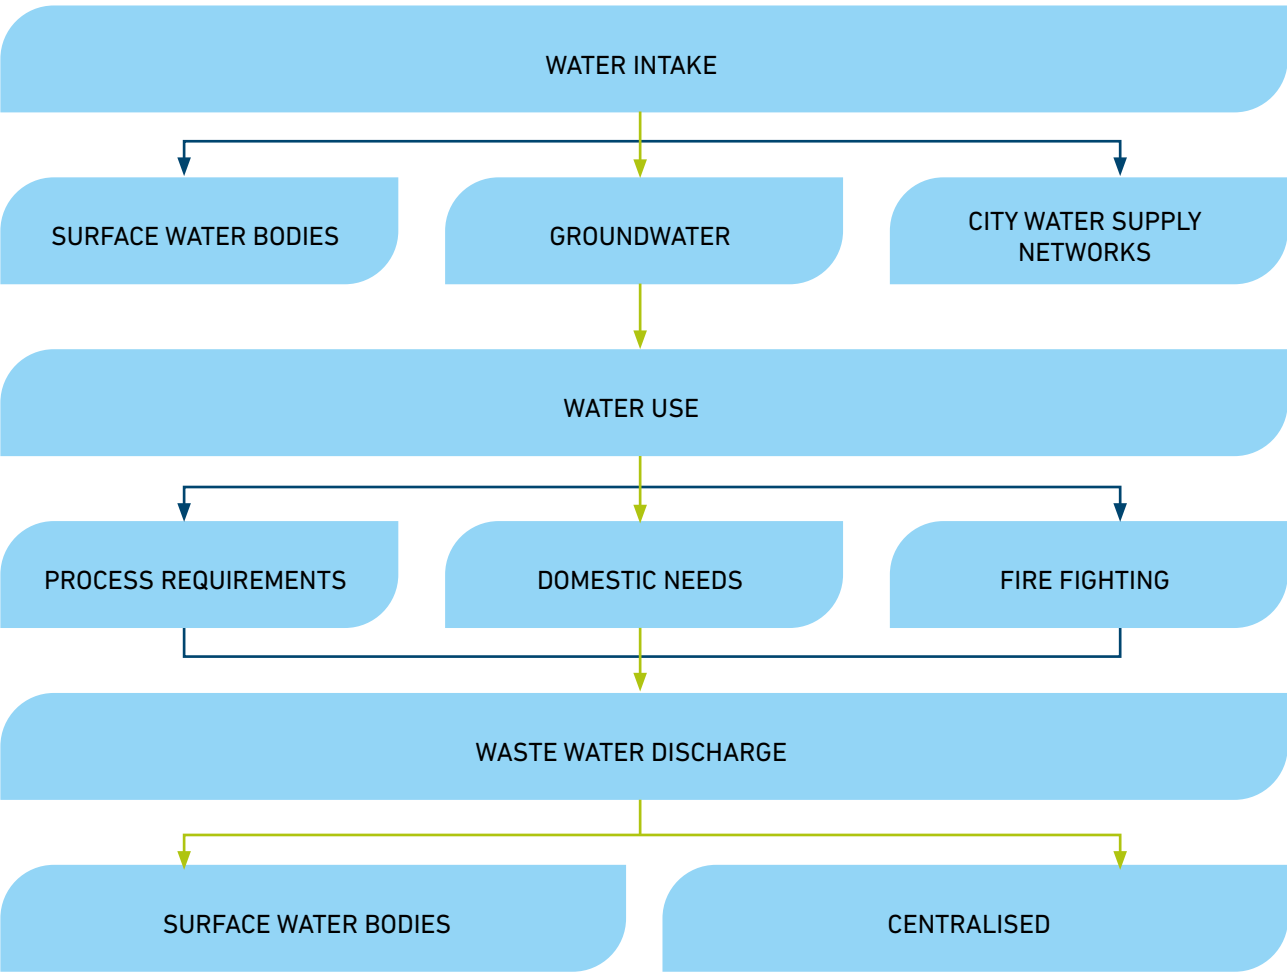 WATER INTAKE
SURFACE WATER BODIES
GROUNDWATER
CITY WATER SUPPLY
NETWORKS
WATER USE
PROCESS REQUIREMENTS
DOMESTIC NEEDS
FIRE FIGHTING
WASTE WATER DISCHARGE
SURFACE WATER BODIES
CENTRALISED